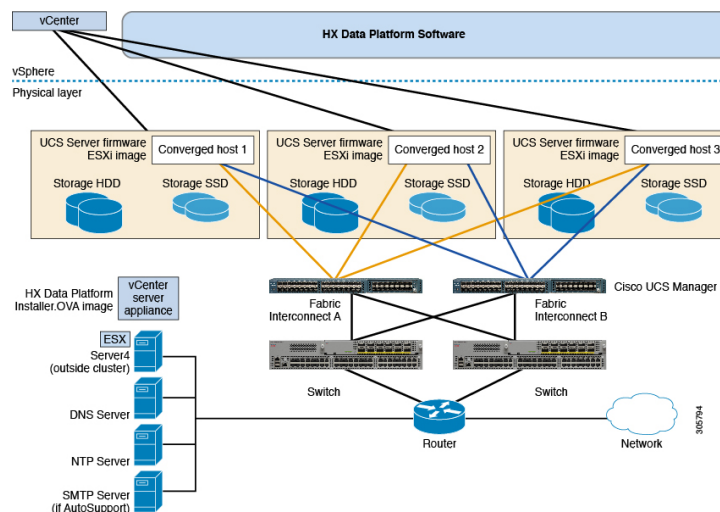 vCenter
HX Data Platform Software
vSphere
Physical layer
UCS Server firmware
ESXi image
Converged host 1
Storage HDD
Storage SSD
UCS Server firmware
ESXi image
Converged host 2
Storage HDD
Storage SSD
UCS Server firmware
ESXi image
Converged host 3
Storage HDD
Storage SSD
HX Data Platform
Installer.OVA image
vCenter
server
appliance
Fabric
Interconnect A
Fabric
Interconnect B
Cisco UCS Manager
ESX
Server4
(outside cluster)
Switch
Switch
DNS Server
Router
Network
305794
NTP Server
SMTP Server
(if AutoSupport)